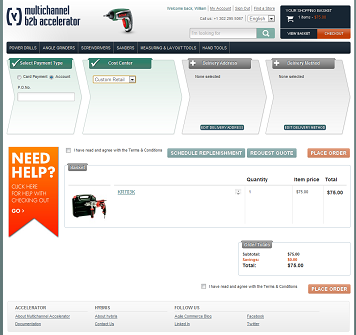 multichannel
b2b accelerator
Welcome back, William | My Account | Sign Out | Find a Store
Call us: +1 302 295 5067
English
I'm looking for
YOUR SHOPPING BASKET
1 Items - $75.00
VIEW BASKET
CHECKOUT
POWER DRILLS
ANGLE GRINDERS
SCREWDRIVERS
SANDERS
MEASURING & LAYOUT TOOLS
HAND TOOLS
Select Payment Type
Card Payment
Account
P.O.No.
Cost Center
Custom Retail
Delivery Address
None selected
EDIT DELIVERY ADDRESS
Delivery Method
None selected
EDIT DELIVERY METHOD
NEED
HELP?
CLICK HERE
FOR HELP WITH
CHECKING OUT
GO >
I have read and agree with the Terms & Conditions
SCHEDULE REPLENISHMENT
REQUEST QUOTE
PLACE ORDER
Basket
Quantity
Item price
Total
KR703K
1
$75.00
$75.00
Order Totals
Subtotal: $75.00
Savings: $0.00
Total: $75.00
I have read and agree with the Terms & Conditions
PLACE ORDER
ACCELERATOR
HYBRIS
FOLLOW US
About Multichannel Accelerator
About hybris
Agile Commerce Blog
Facebook
Documentation
Contact Us
Linked In
Twitter